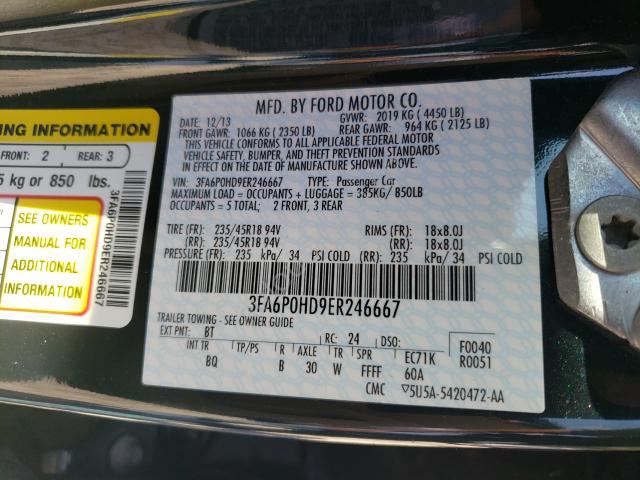 NG INFORMATION
FRONT: 2 REAR: 3
5 kg or 850 lbs.
SEE OWNERS
MANUAL FOR
ADDITIONAL
INFORMATION
3FA6P0HD9ER246667
MFD. BY FORD MOTOR CO.
DATE: 12/13 GVWR: 2019 KG ( 4450 LB)
FRONT GAWR: 1066 KG ( 2350 LB) REAR GAWR: 964 KG ( 2125 LB)
THIS VEHICLE CONFORMS TO ALL APPLICABLE FEDERAL MOTOR
VEHICLE SAFETY, BUMPER, AND THEFT PREVENTION STANDARDS
IN EFFECT ON THE DATE OF MANUFACTURE SHOWN ABOVE.
VIN: 3FA6P0HD9ER246667 TYPE: Passenger Car
MAXIMUM LOAD = OCCUPANTS + LUGGAGE = 385KG/ 850LB
OCCUPANTS = 5 TOTAL: 2 FRONT, 3 REAR
TIRE (FR): 235/45R18 94V RIMS (FR): 18x8.0J
(RR): 235/45R18 94V (RR): 18x8.0J
PRESSURE (FR): 235 kPa/ 34 PSI COLD (RR): 235 kPa/ 34 PSI COLD
3FA6P0HD9ER246667
TRAILER TOWING - SEE OWNER GUIDE
EXT PNT: BT RC: 24 DSO: F0040
INT TR TP/PS R AXLE TR SPR EC71K R0051
BQ B 30 W FFFF 60A
CMC ▽5U5A-5420472-AA